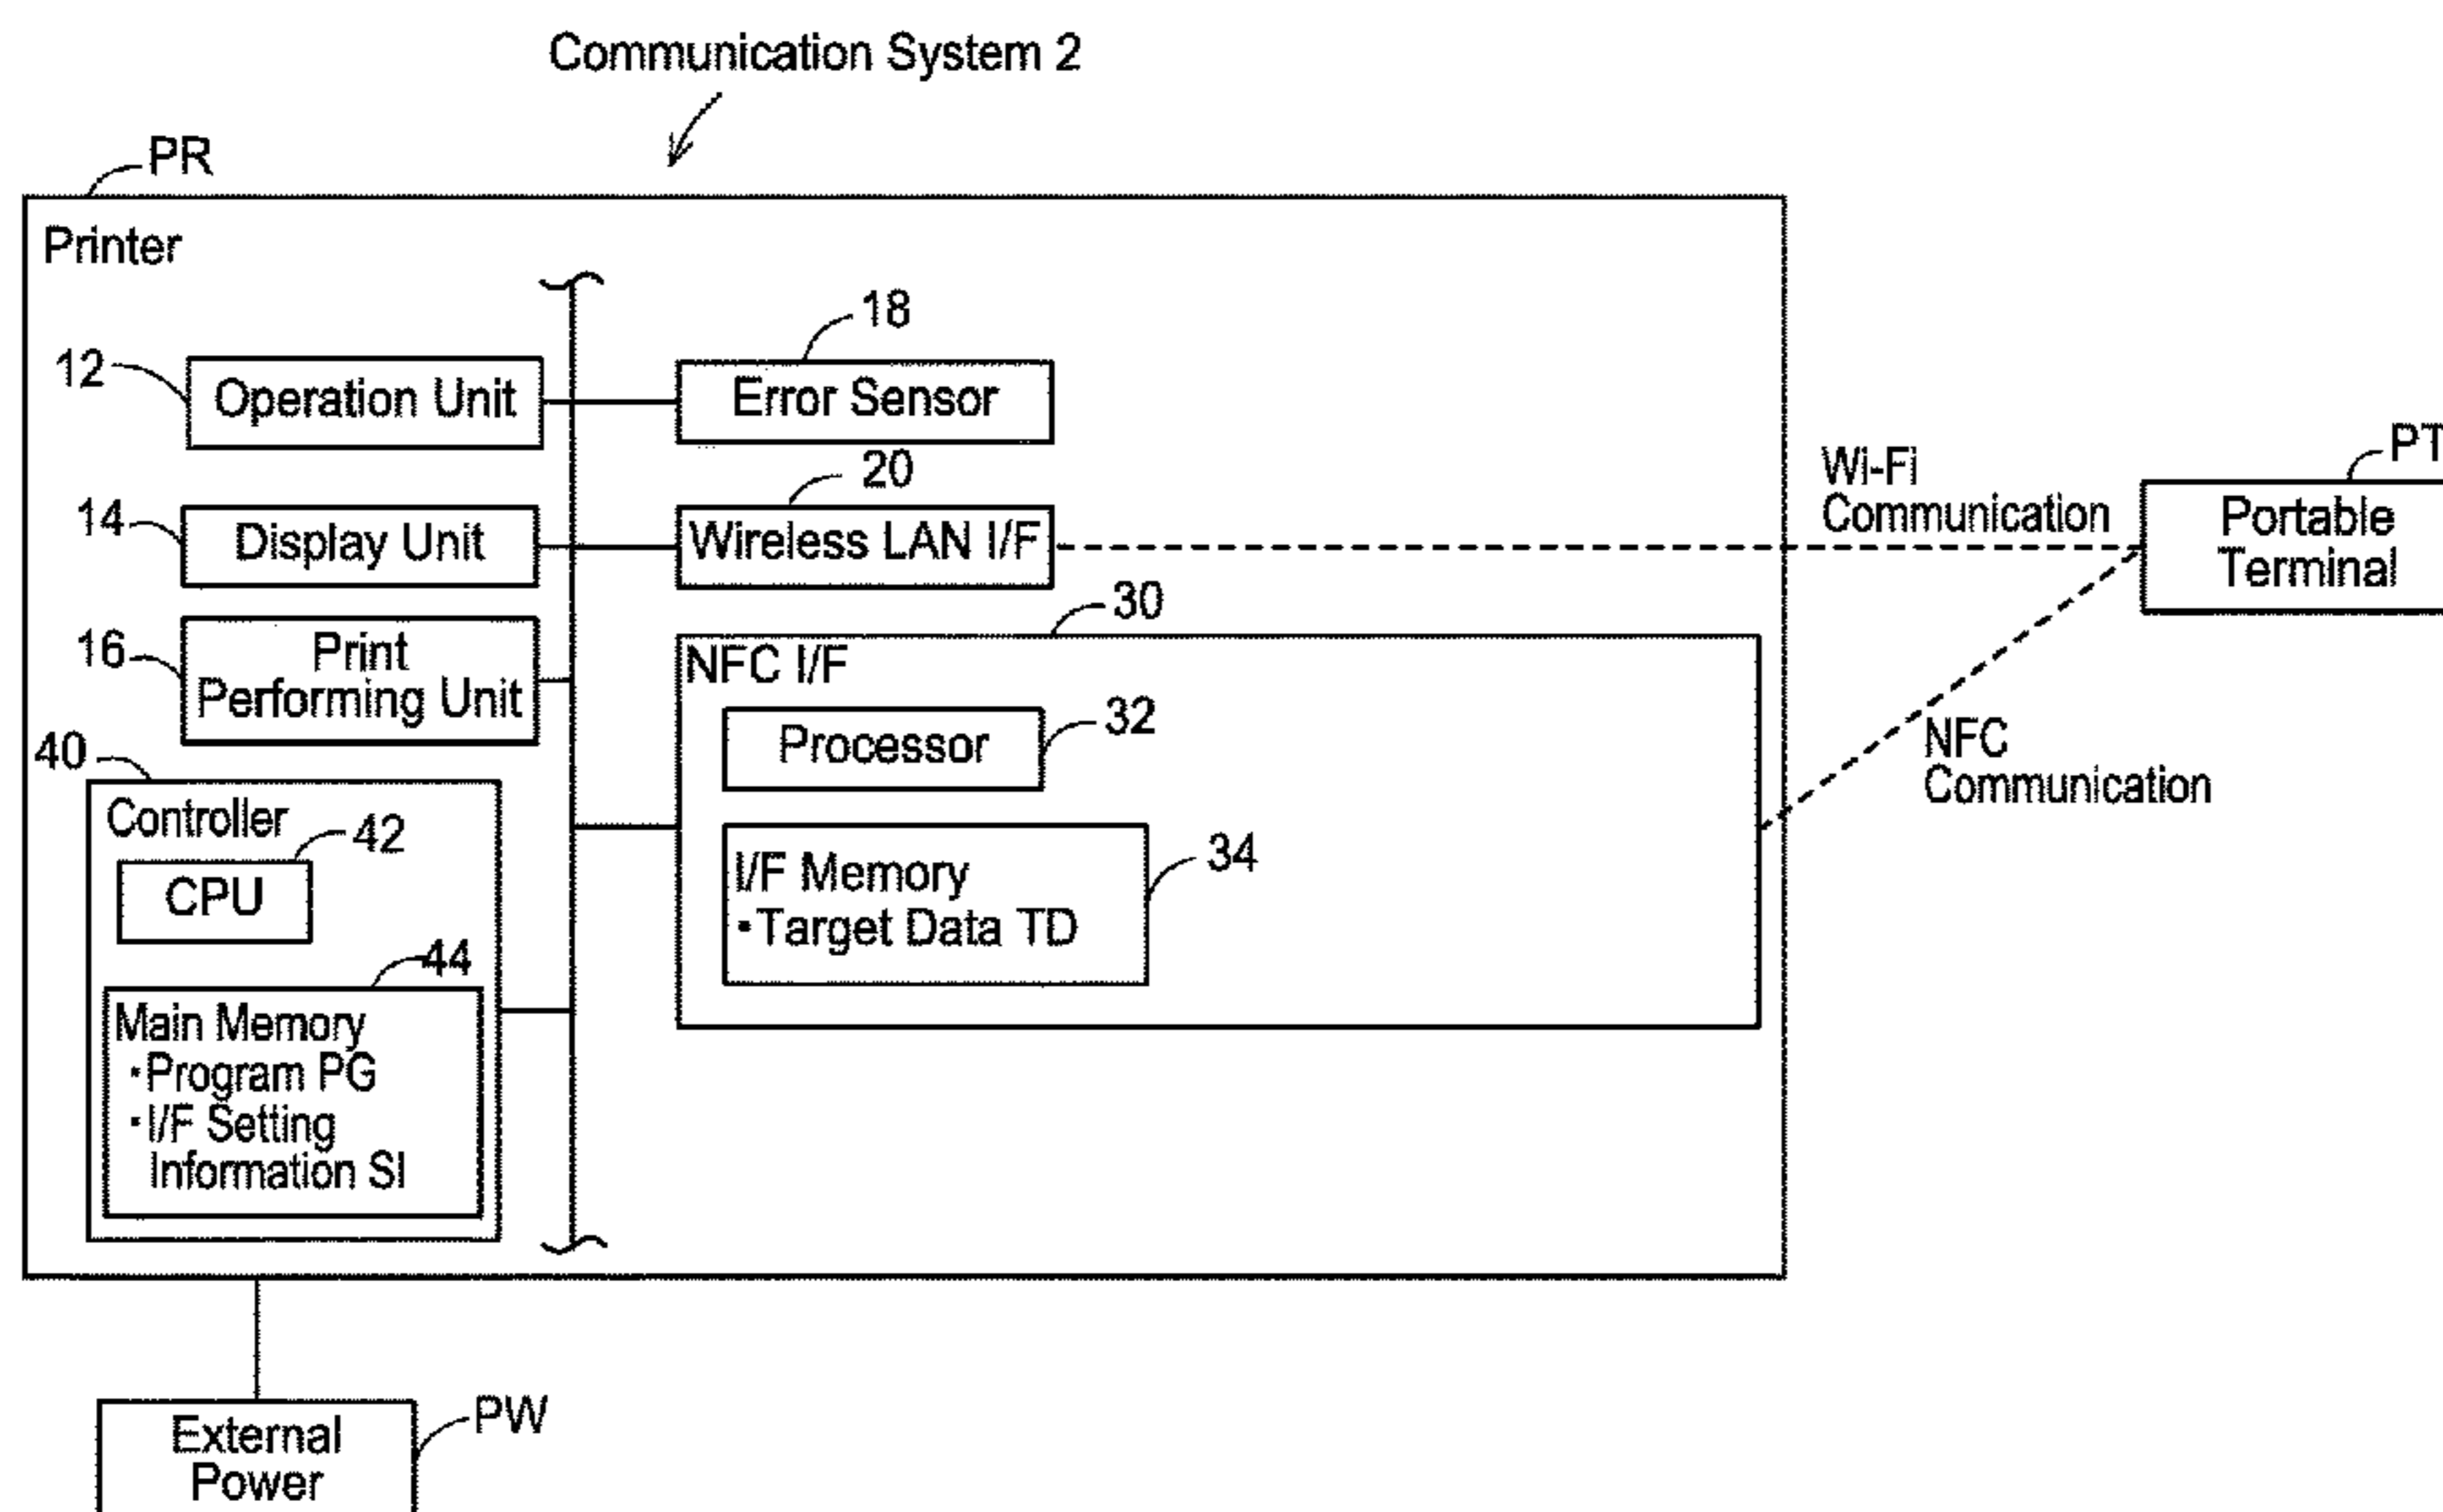 Communication System 2
PR
Printer
18
12
Operation Unit
Error Sensor
20
Wi-Fi
Communication
PT
14
Display Unit
Wireless LAN I/F
Portable
Terminal
30
16
Print
Performing Unit
NFC I/F
32
Processor
NFC
Communication
40
Controller
42
CPU
34
I/F Memory
・Target Data TD
44
Main Memory
・Program PG
・I/F Setting
Information SI
PW
External
Power